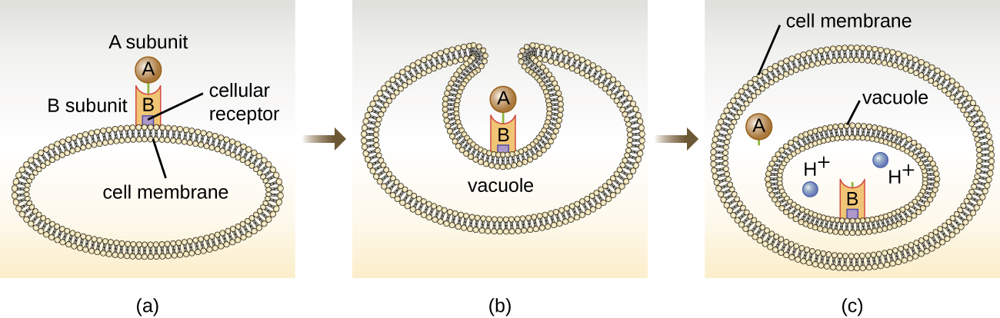 A subunit
A
B subunit
B
cellular
receptor
cell membrane
(a)
A
B
vacuole
(b)
cell membrane
vacuole
A
H+
H+
B
(c)